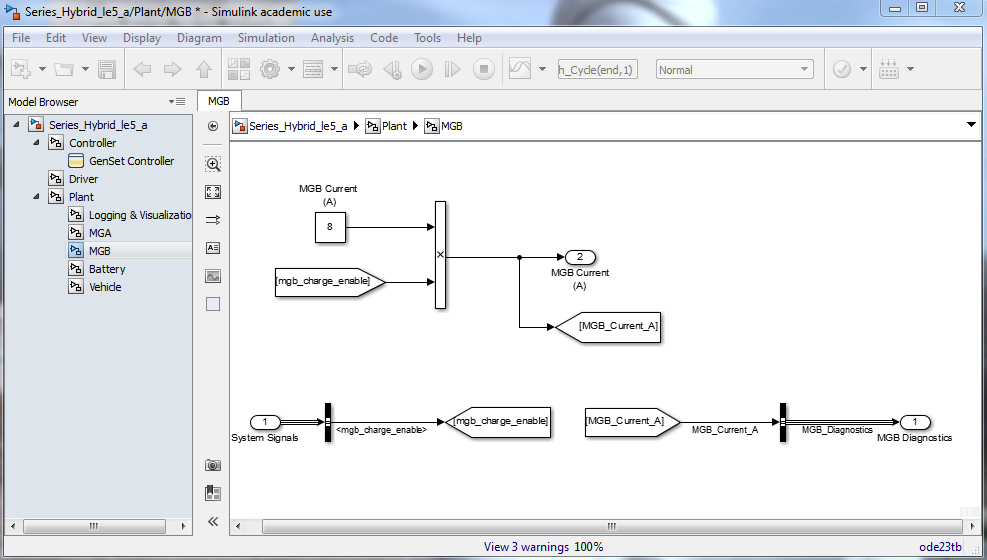 Series_Hybrid_le5_a/Plant/MGB * - Simulink academic use
File Edit View Display Diagram Simulation Analysis Code Tools Help
h_Cycle(end,1) Normal
Model Browser
MGB
Series_Hybrid_le5_a
Controller
GenSet Controller
Driver
Plant
Logging & Visualizatio
MGA
MGB
Battery
Vehicle
Series_Hybrid_le5_a Plant MGB
MGB Current
(A)
8
[mgb_charge_enable]
×
2
MGB Current
(A)
[MGB_Current_A]
1
System Signals
<mgb_charge_enable>
[mgb_charge_enable]
[MGB_Current_A]
MGB_Current_A
MGB_Diagnostics
1
MGB Diagnostics
View 3 warnings 100% ode23tb